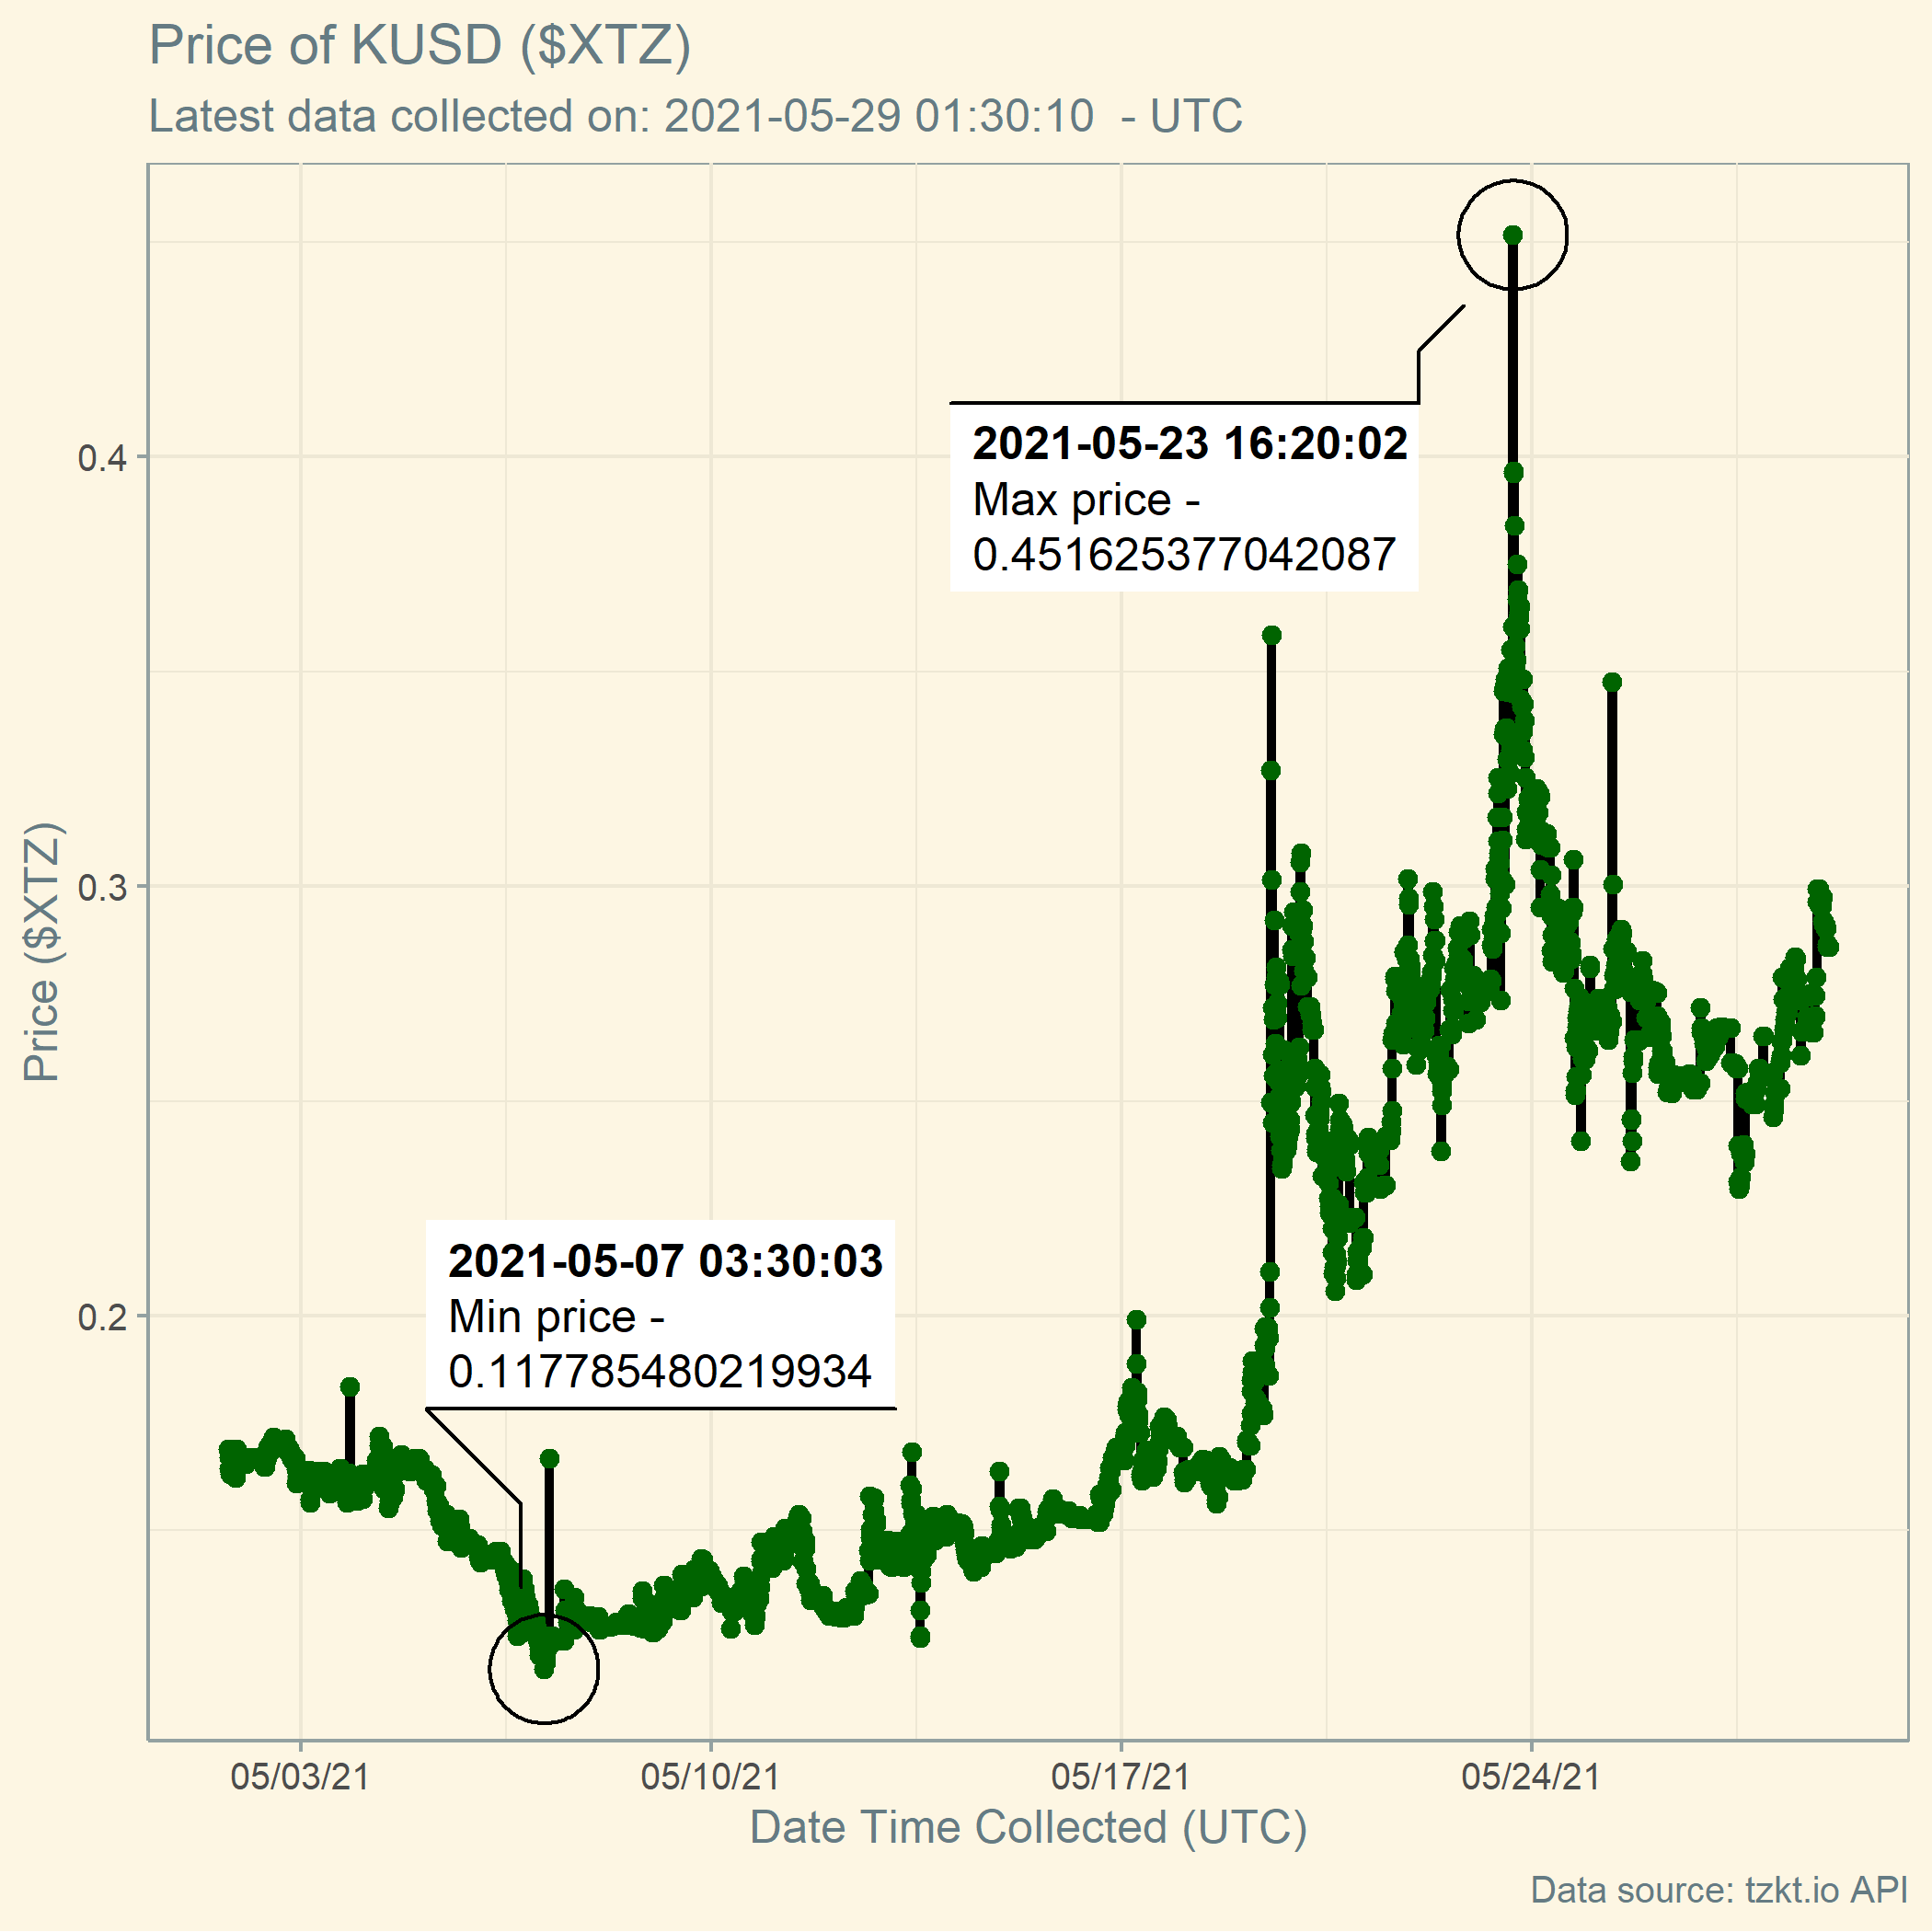 Price of KUSD ($XTZ)
Latest data collected on: 2021-05-29 01:30:10  - UTC
2021-05-23 16:20:02
Max price -
0.451625377042087
0.4
0.3
0.2
Price ($XTZ)
2021-05-07 03:30:03
Min price -
0.117785480219934
05/03/21
05/10/21
05/17/21
05/24/21
Date Time Collected (UTC)
Data source: tzkt.io API